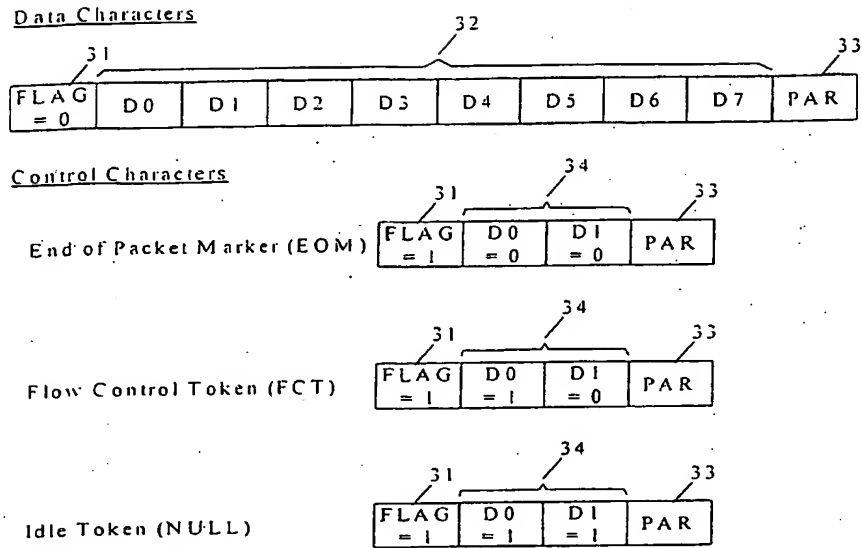 Data Characters
31 32 33
FLAG = 0 D0 D1 D2 D3 D4 D5 D6 D7 PAR
Control Characters
31 34 33
End of Packet Marker (EOM) FLAG = 1 D0 = 0 D1 = 0 PAR
31 34 33
Flow Control Token (FCT) FLAG = 1 D0 = 1 D1 = 0 PAR
31 34 33
Idle Token (NULL) FLAG = 1 D0 = 1 D1 = 1 PAR